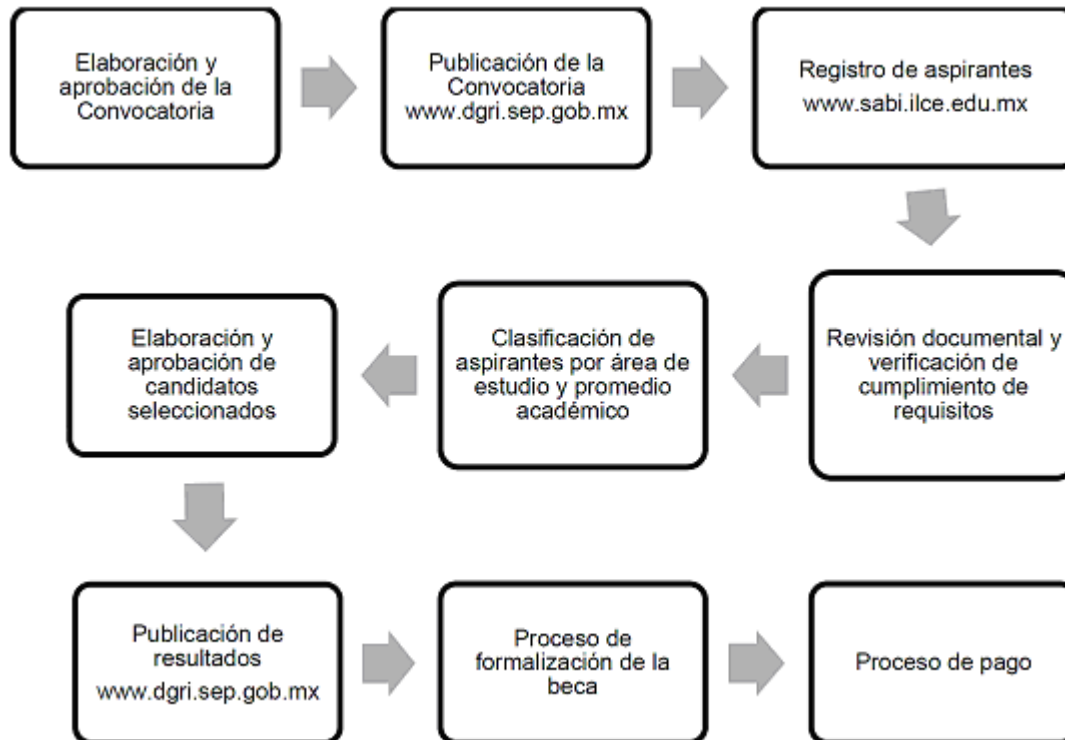 Elaboración y
aprobación de la
Convocatoria
Publicación de la
Convocatoria
www.dgri.sep.gob.mx
Registro de aspirantes
www.sabi.ilce.edu.mx
Revisión documental y
verificación de
cumplimiento de
requisitos
Clasificación de
aspirantes por área de
estudio y promedio
académico
Elaboración y
aprobación de
candidatos
seleccionados
Publicación de
resultados
www.dgri.sep.gob.mx
Proceso de
formalización de la
beca
Proceso de pago